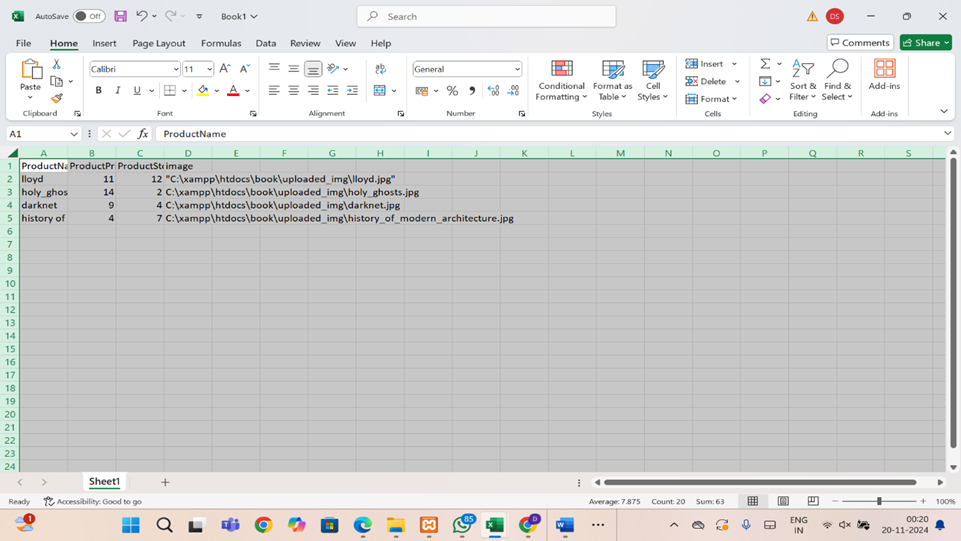 AutoSave Off Book1 Search DS
File Home Insert Page Layout Formulas Data Review View Help Comments Share
Calibri 11 General Insert
Paste B I U Conditional Formatting Format as Table Cell Styles Delete Sort & Filter Find & Select Add-ins
Format
Clipboard Font Alignment Number Styles Cells Editing Add-ins
A1 fx ProductName
A B C D E F G H I J K L M N O P Q R S
1 ProductNa ProductPr ProductSto image
2 lloyd 11 12 "C:\xampp\htdocs\book\uploaded_img\lloyd.jpg"
3 holy_ghos 14 2 C:\xampp\htdocs\book\uploaded_img\holy_ghosts.jpg
4 darknet 9 4 C:\xampp\htdocs\book\uploaded_img\darknet.jpg
5 history of 4 7 C:\xampp\htdocs\book\uploaded_img\history_of_modern_architecture.jpg
6
7
8
9
10
11
12
13
14
15
16
17
18
19
20
21
22
23
24
Sheet1
Ready Accessibility: Good to go Average: 7.875 Count: 20 Sum: 63 100%
1 85 D ENG IN 00:20 20-11-2024